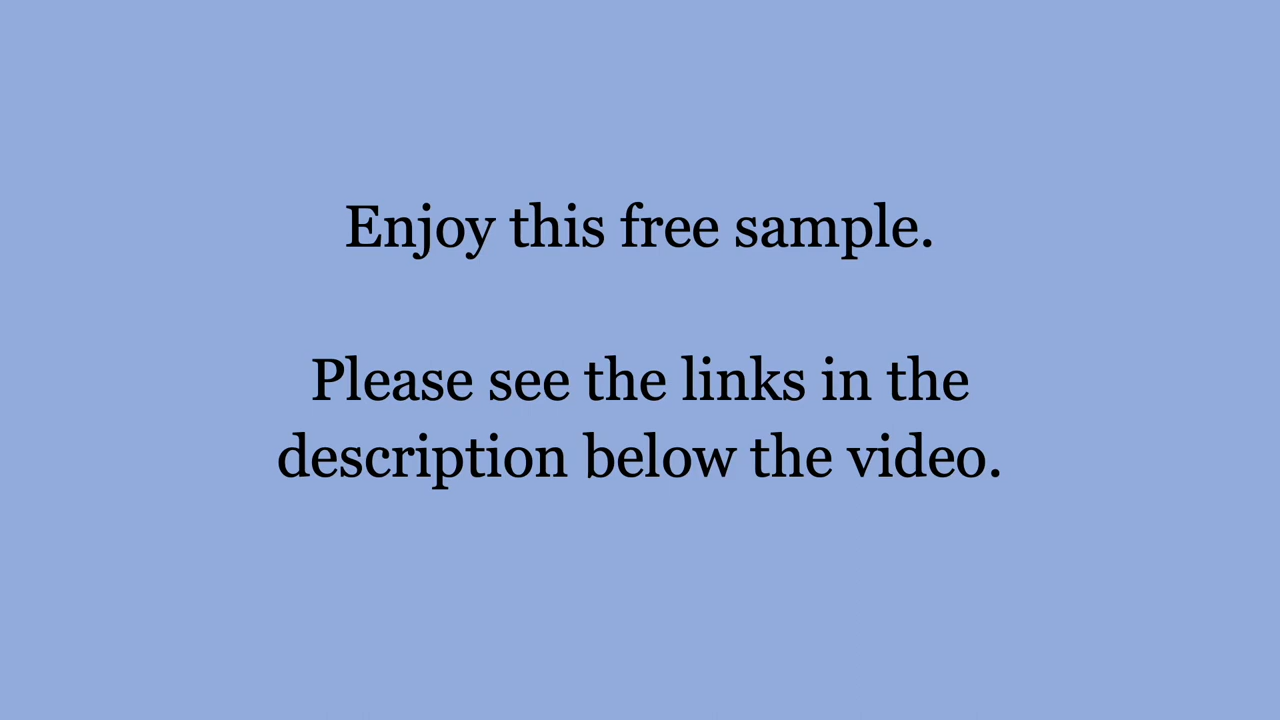 Enjoy this free sample.
Please see the links in the
description below the video.